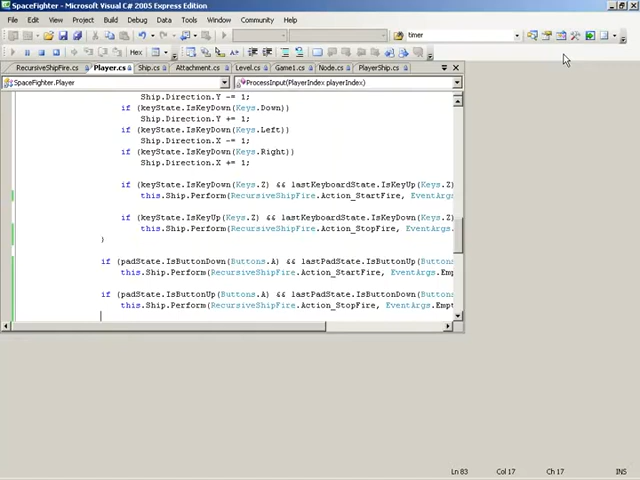 SpaceFighter - Microsoft Visual C# 2005 Express Edition
File Edit View Project Build Debug Data Tools Window Community Help
timer
Hex
RecursiveShipFire.cs Player.cs Ship.cs Attachment.cs Level.cs Game1.cs Node.cs PlayerShip.cs
SpaceFighter.Player ProcessInput(PlayerIndex playerIndex)
Ship.Direction.Y -= 1;
if (keyState.IsKeyDown(Keys.Down))
Ship.Direction.Y += 1;
if (keyState.IsKeyDown(Keys.Left))
Ship.Direction.X -= 1;
if (keyState.IsKeyDown(Keys.Right))
Ship.Direction.X += 1;
if (keyState.IsKeyDown(Keys.Z) && lastKeyboardState.IsKeyUp(Keys.Z)
this.Ship.Perform(RecursiveShipFire.Action_StartFire, EventArgs
if (keyState.IsKeyUp(Keys.Z) && lastKeyboardState.IsKeyDown(Keys.Z)
this.Ship.Perform(RecursiveShipFire.Action_StopFire, EventArgs.
}
if (padState.IsButtonDown(Buttons.A) && lastPadState.IsButtonUp(Buttons
this.Ship.Perform(RecursiveShipFire.Action_StartFire, EventArgs.Emp
if (padState.IsButtonUp(Buttons.A) && lastPadState.IsButtonDown(Buttons
this.Ship.Perform(RecursiveShipFire.Action_StopFire, EventArgs.Empt
Ln 83 Col 17 Ch 17 INS